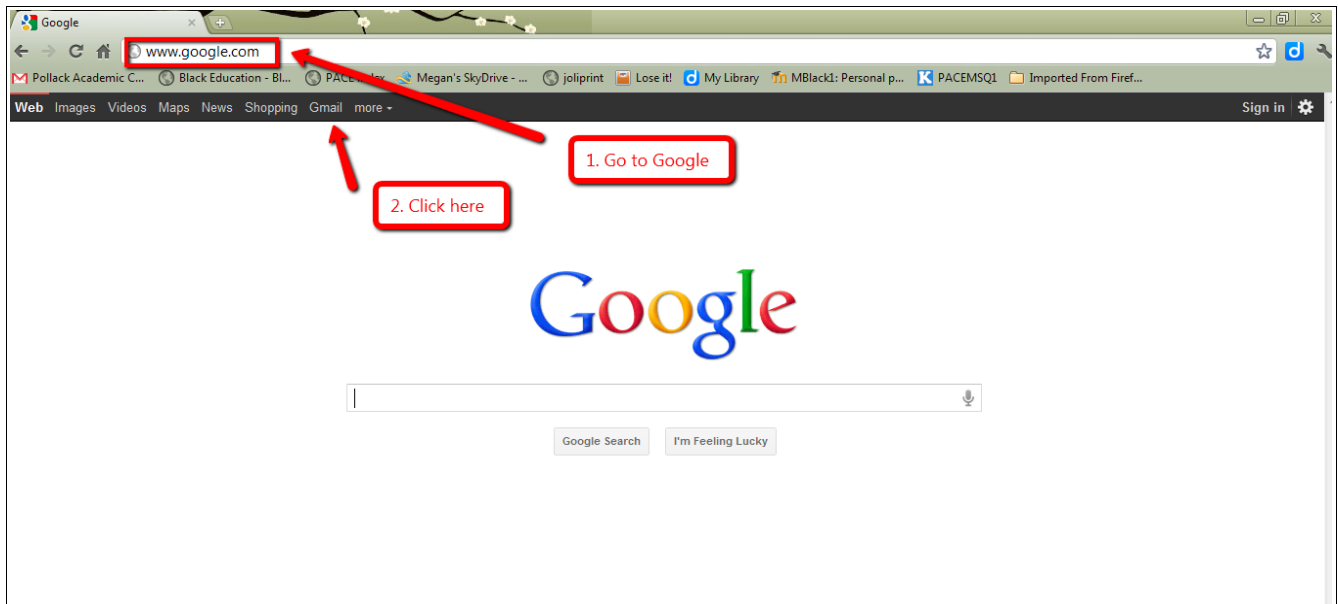 Google
www.google.com
Pollack Academic C... Black Education - Bl... Megan's SkyDrive - ... joliprint Lose it! My Library MBlack1: Personal p... PACEMSQ1 Imported From Firef...
Web Images Videos Maps News Shopping Gmail more Sign in
1. Go to Google
2. Click here
Google
Google Search I'm Feeling Lucky